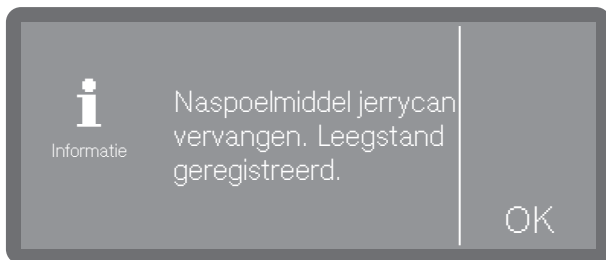 Informatie
Naspoelmiddel jerrycan
vervangen. Leegstand
geregistreerd.
OK